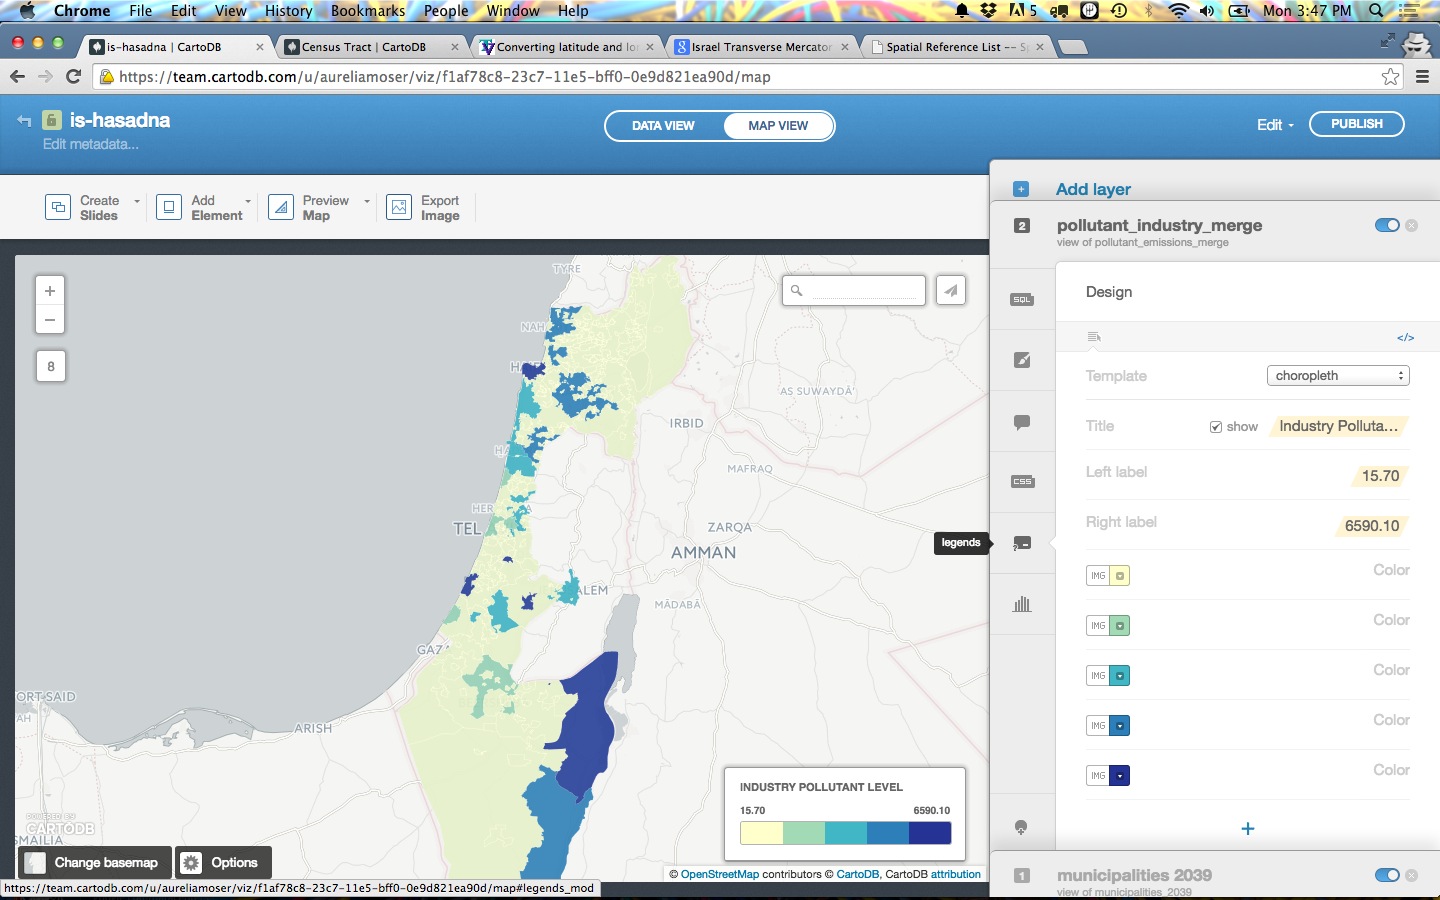 Chrome File Edit View History Bookmarks People Window Help
5 Mon 3:47 PM
is-hasadna | CartoDB
Census Tract | CartoDB
Converting latitude and lon
Israel Transverse Mercator
Spatial Reference List -- S
https://team.cartodb.com/u/aureliamoser/viz/f1af78c8-23c7-11e5-bff0-0e9d821ea90d/map
is-hasadna
Edit metadata...
DATA VIEW
MAP VIEW
Edit
PUBLISH
Create Slides
Add Element
Preview Map
Export Image
Add layer
2
pollutant_industry_merge
view of pollutant_emissions_merge
SQL
CSS
legends
Design
</>
Template
choropleth
Title
show
Industry Polluta...
Left label
15.70
Right label
6590.10
IMG
Color
IMG
Color
IMG
Color
IMG
Color
IMG
Color
+
1
municipalities 2039
view of municipalities_2039
+
−
8
TYRE
NAH
AS SUWAYDĀ'
IRBID
MAFRAQ
HER
TEL
ZARQA
AMMAN
ALEM
MĀDABĀ
GAZ
ORT SAID
AH
ARISH
SMAILIA
INDUSTRY POLLUTANT LEVEL
15.70
6590.10
POWERED BY
CARTODB
Change basemap
Options
© OpenStreetMap contributors © CartoDB, CartoDB attribution
https://team.cartodb.com/u/aureliamoser/viz/f1af78c8-23c7-11e5-bff0-0e9d821ea90d/map#legends_mod